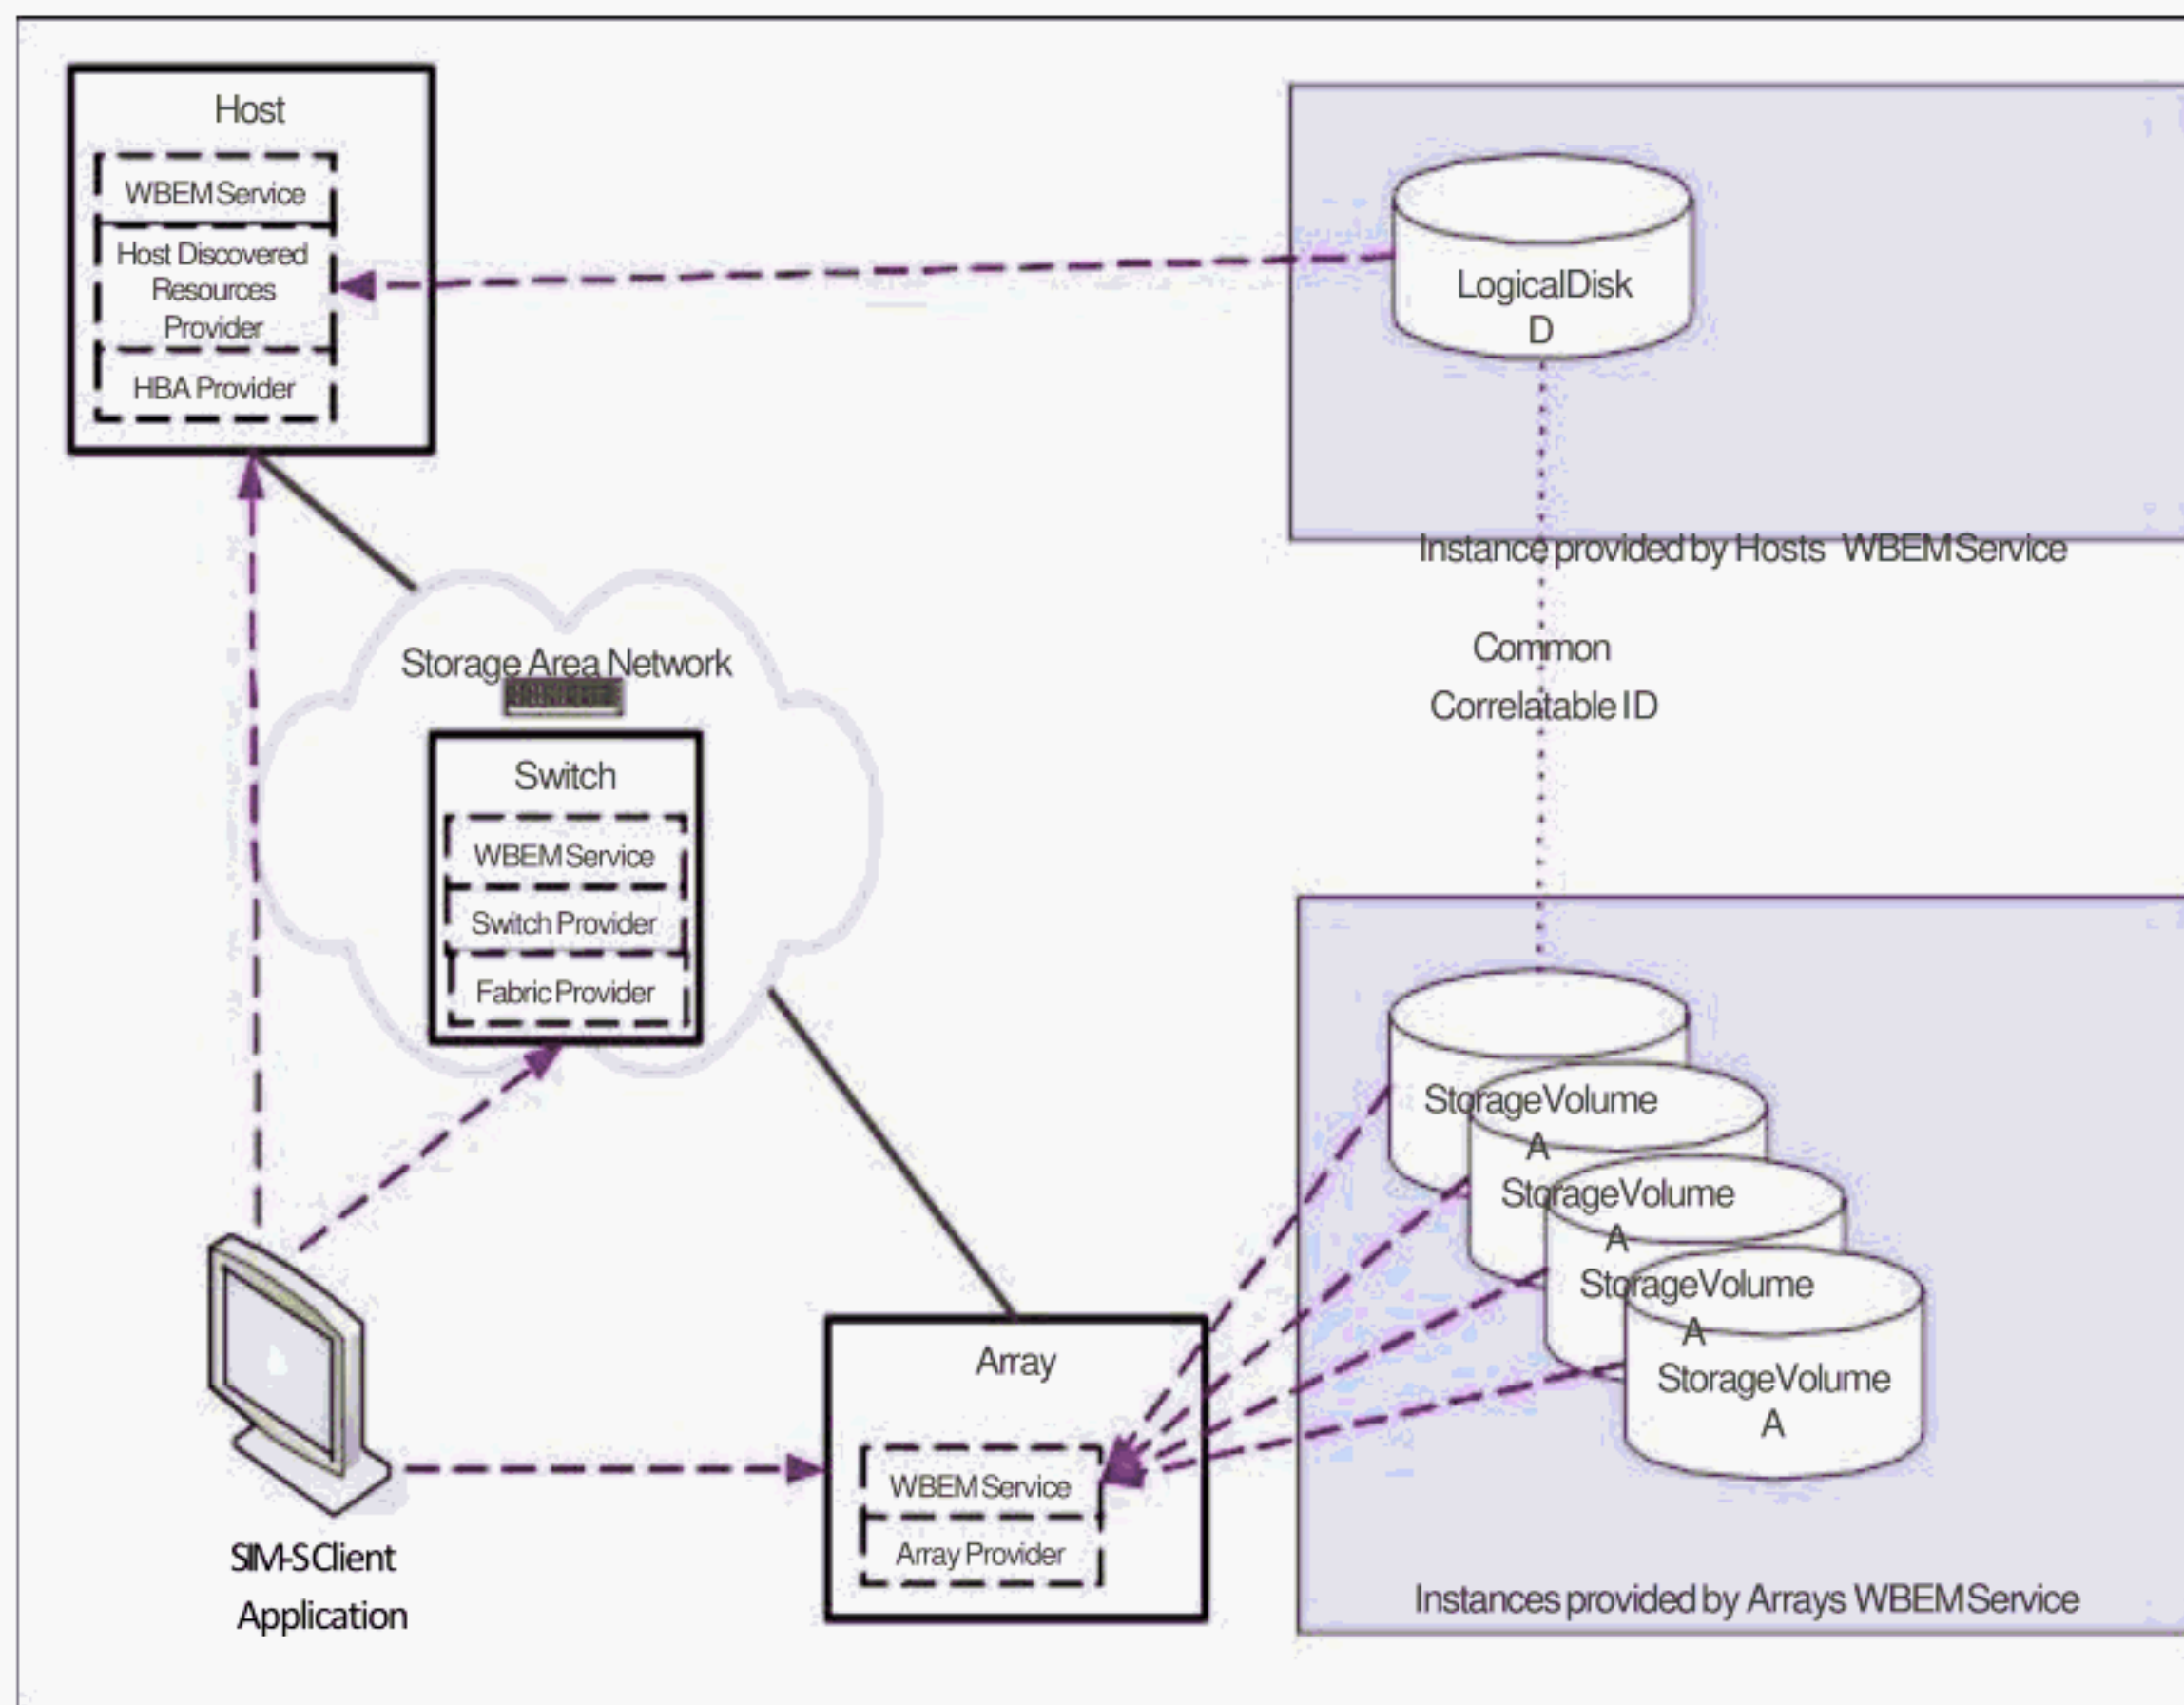 Host
WBEM Service
Host Discovered
Resources
Provider
HBA Provider
LogicalDisk
D
Instance provided by Hosts WBEM Service
Common
Correlatable ID
Storage Area Network
Switch
WBEM Service
Switch Provider
Fabric Provider
StorageVolume
A
StorageVolume
A
StorageVolume
A
StorageVolume
A
Array
WBEM Service
Array Provider
SIM-S Client
Application
Instances provided by Arrays WBEM Service